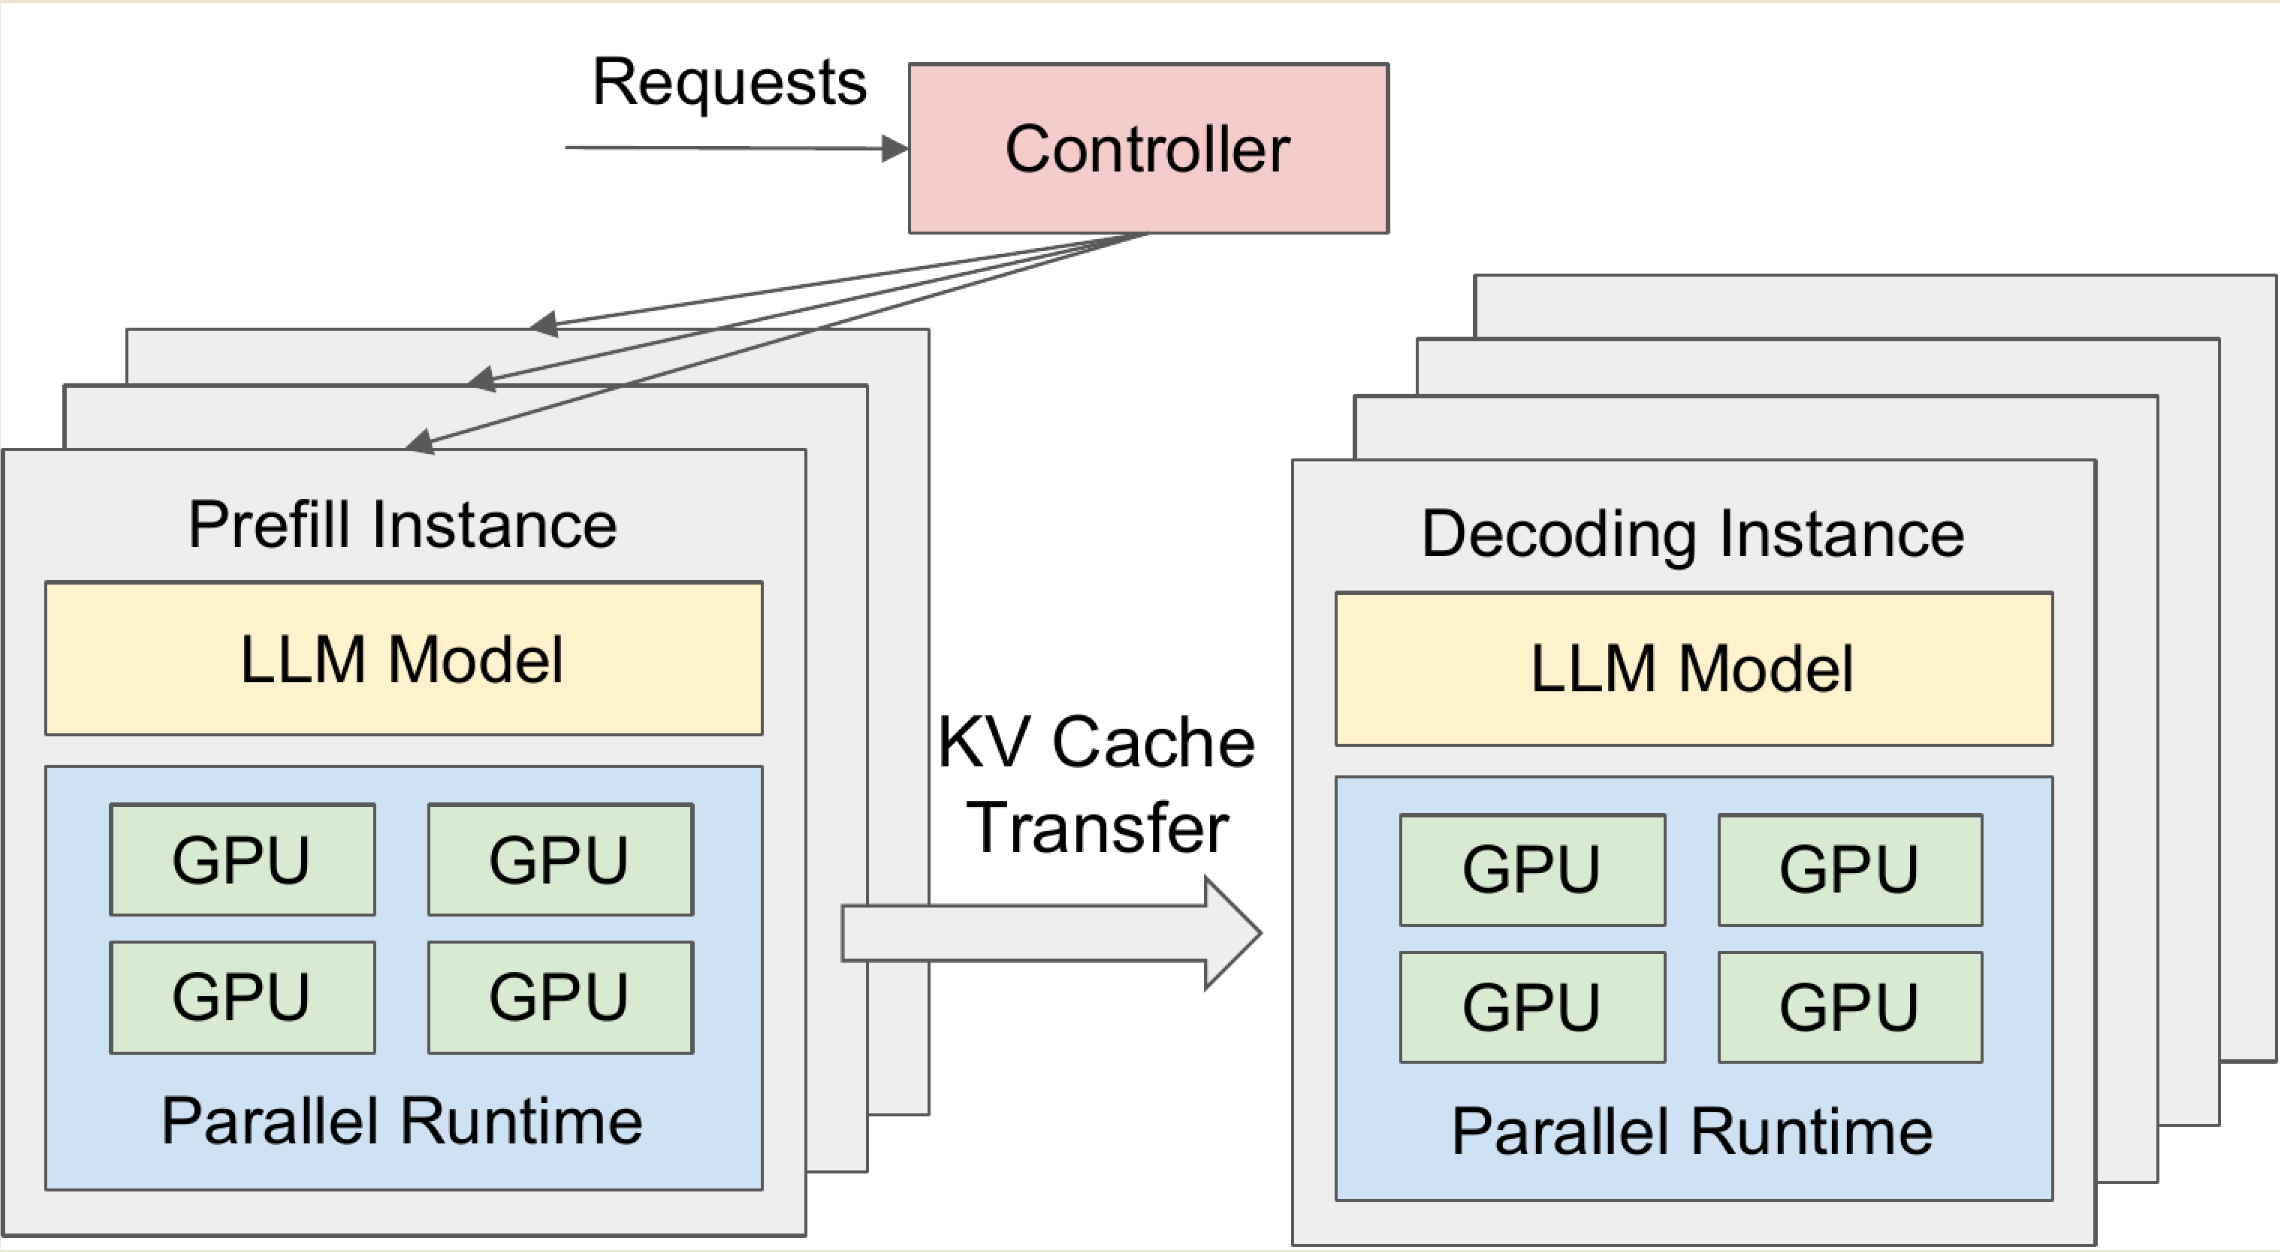 Requests
Controller
Prefill Instance
LLM Model
GPU GPU
GPU GPU
Parallel Runtime
KV Cache
Transfer
Decoding Instance
LLM Model
GPU GPU
GPU GPU
Parallel Runtime